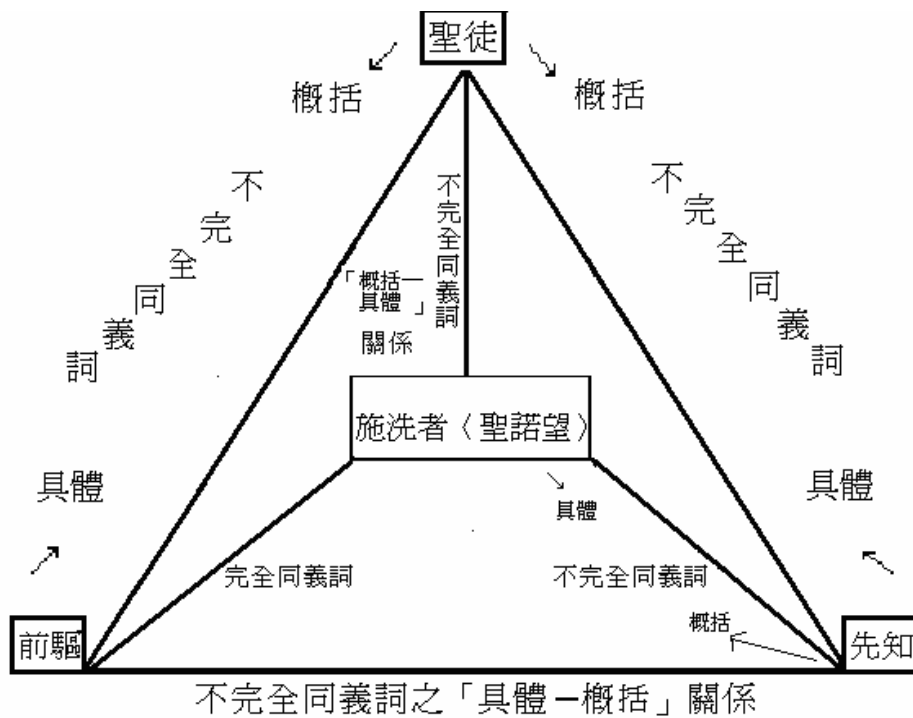 聖徒
概括
概括
不完全同義詞
不完全同義詞
不完全同義詞
「概括—
具體」
關係
施洗者（聖諾望）
具體
具體
具體
完全同義詞
不完全同義詞
概括
前驅
先知
不完全同義詞之「具體－概括」關係